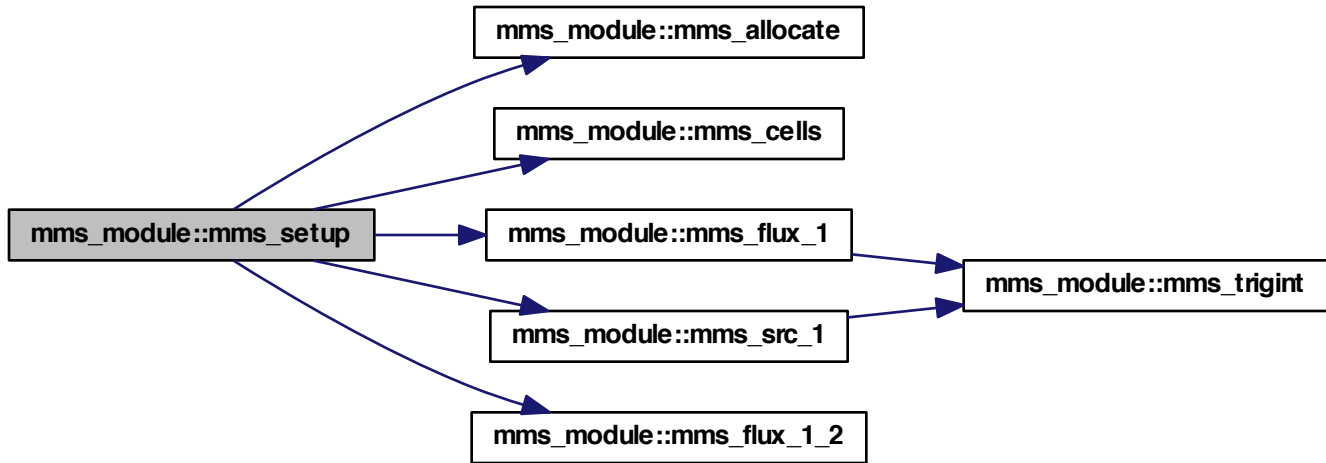 mms_module::mms_allocate
mms_module::mms_cells
mms_module::mms_setup
mms_module::mms_flux_1
mms_module::mms_trigint
mms_module::mms_src_1
mms_module::mms_flux_1_2